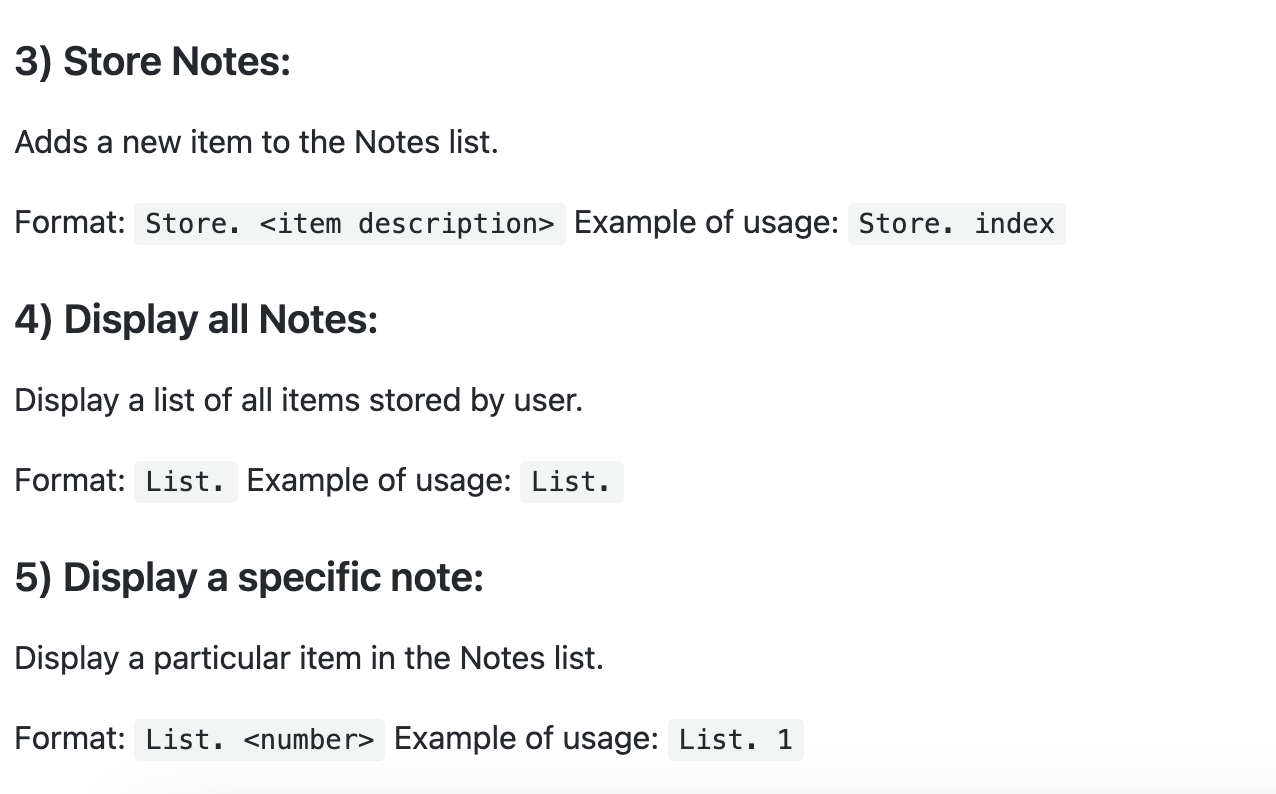 3) Store Notes:
Adds a new item to the Notes list.
Format: Store. <item description> Example of usage: Store. index
4) Display all Notes:
Display a list of all items stored by user.
Format: List. Example of usage: List.
5) Display a specific note:
Display a particular item in the Notes list.
Format: List. <number> Example of usage: List. 1